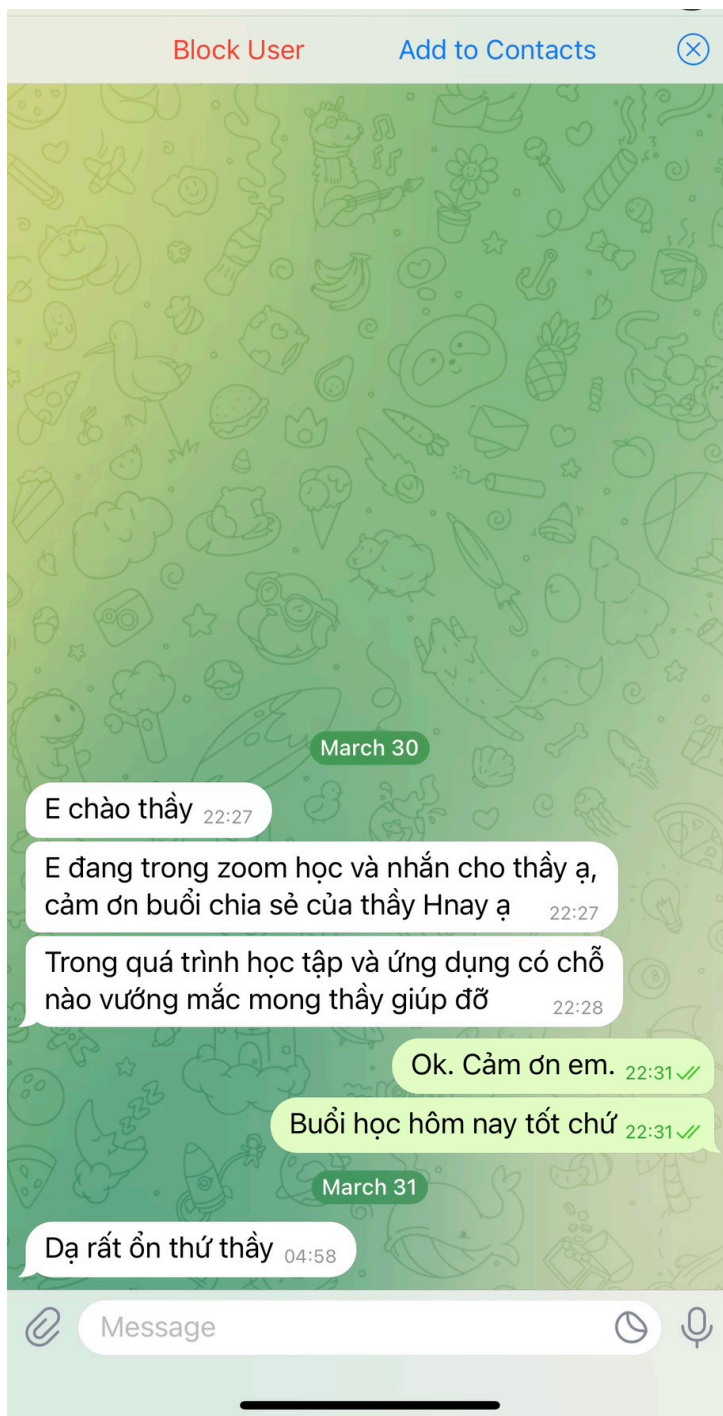 Block User
Add to Contacts
March 30
E chào thầy 22:27
E đang trong zoom học và nhắn cho thầy ạ,
cảm ơn buổi chia sẻ của thầy Hnay ạ 22:27
Trong quá trình học tập và ứng dụng có chỗ
nào vướng mắc mong thầy giúp đỡ 22:28
Ok. Cảm ơn em. 22:31
Buổi học hôm nay tốt chứ 22:31
March 31
Dạ rất ổn thứ thầy 04:58
Message